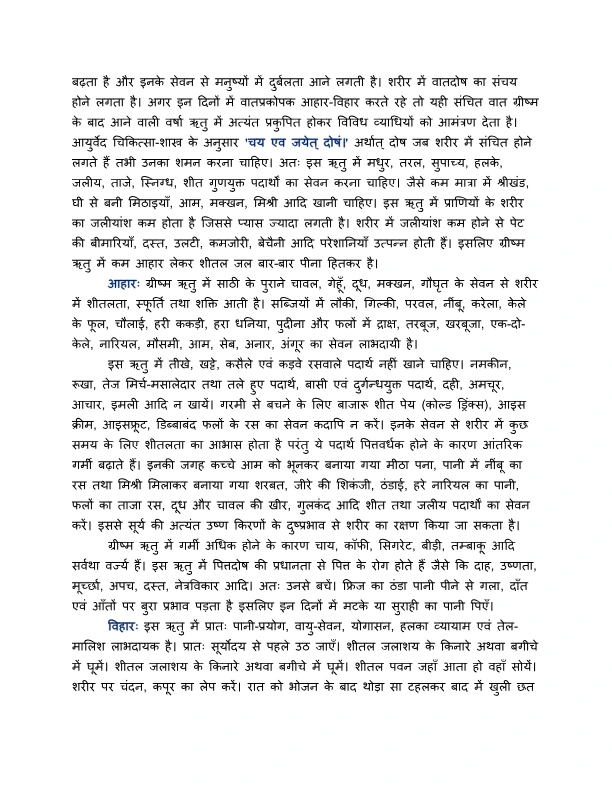 बढ़ता है और इनके सेवन से मनुष्यों में दुर्बलता आने लगती है। शरीर में वातदोष का संचय
होने लगता है। अगर इन दिनों में वातप्रकोपक आहार-विहार करते रहे तो यही संचित वात ग्रीष्म
के बाद आने वाली वर्षा ऋतु में अत्यंत प्रकुपित होकर विविध व्याधियों को आमंत्रण देता है।
आयुर्वेद चिकित्सा-शास्त्र के अनुसार 'चय एव जयेत् दोषं।' अर्थात् दोष जब शरीर में संचित होने
लगते हैं तभी उनका शमन करना चाहिए। अतः इस ऋतु में मधुर, तरल, सुपाच्य, हलके,
जलीय, ताजे, स्निग्ध, शीत गुणयुक्त पदार्थों का सेवन करना चाहिए। जैसे कम मात्रा में श्रीखंड,
घी से बनी मिठाइयाँ, आम, मक्खन, मिश्री आदि खानी चाहिए। इस ऋतु में प्राणियों के शरीर
का जलीयांश कम होता है जिससे प्यास ज्यादा लगती है। शरीर में जलीयांश कम होने से पेट
की बीमारियाँ, दस्त, उलटी, कमजोरी, बेचैनी आदि परेशानियाँ उत्पन्न होती हैं। इसलिए ग्रीष्म
ऋतु में कम आहार लेकर शीतल जल बार-बार पीना हितकर है।
आहारः ग्रीष्म ऋतु में साठी के पुराने चावल, गेहूँ, दूध, मक्खन, गौघृत के सेवन से शरीर
में शीतलता, स्फूर्ति तथा शक्ति आती है। सब्जियों में लौकी, गिल्की, परवल, नींबू, करेला, केले
के फूल, चौलाई, हरी ककड़ी, हरा धनिया, पुदीना और फलों में द्राक्ष, तरबूज, खरबूजा, एक-दो-
केले, नारियल, मौसमी, आम, सेब, अनार, अंगूर का सेवन लाभदायी है।
इस ऋतु में तीखे, खट्टे, कसैले एवं कड़वे रसवाले पदार्थ नहीं खाने चाहिए। नमकीन,
रूखा, तेज मिर्च-मसालेदार तथा तले हुए पदार्थ, बासी एवं दुर्गन्धयुक्त पदार्थ, दही, अमचूर,
आचार, इमली आदि न खायें। गरमी से बचने के लिए बाजारू शीत पेय (कोल्ड ड्रिंक्स), आइस
क्रीम, आइसफ्रूट, डिब्बाबंद फलों के रस का सेवन कदापि न करें। इनके सेवन से शरीर में कुछ
समय के लिए शीतलता का आभास होता है परंतु ये पदार्थ पित्तवर्धक होने के कारण आंतरिक
गर्मी बढ़ाते हैं। इनकी जगह कच्चे आम को भूनकर बनाया गया मीठा पना, पानी में नींबू का
रस तथा मिश्री मिलाकर बनाया गया शरबत, जीरे की शिकंजी, ठंडाई, हरे नारियल का पानी,
फलों का ताजा रस, दूध और चावल की खीर, गुलकंद आदि शीत तथा जलीय पदार्थों का सेवन
करें। इससे सूर्य की अत्यंत उष्ण किरणों के दुष्प्रभाव से शरीर का रक्षण किया जा सकता है।
ग्रीष्म ऋतु में गर्मी अधिक होने के कारण चाय, कॉफी, सिगरेट, बीड़ी, तम्बाकू आदि
सर्वथा वर्ज्य हैं। इस ऋतु में पित्तदोष की प्रधानता से पित्त के रोग होते हैं जैसे कि दाह, उष्णता,
मूर्च्छा, अपच, दस्त, नेत्रविकार आदि। अतः उनसे बचें। फ्रिज का ठंडा पानी पीने से गला, दाँत
एवं आँतों पर बुरा प्रभाव पड़ता है इसलिए इन दिनों में मटके या सुराही का पानी पिएँ।
विहारः इस ऋतु में प्रातः पानी-प्रयोग, वायु-सेवन, योगासन, हलका व्यायाम एवं तेल-
मालिश लाभदायक है। प्रातः सूर्योदय से पहले उठ जाएँ। शीतल जलाशय के किनारे अथवा बगीचे
में घूमें। शीतल जलाशय के किनारे अथवा बगीचे में घूमें। शीतल पवन जहाँ आता हो वहाँ सोयें।
शरीर पर चंदन, कपूर का लेप करें। रात को भोजन के बाद थोड़ा सा टहलकर बाद में खुली छत